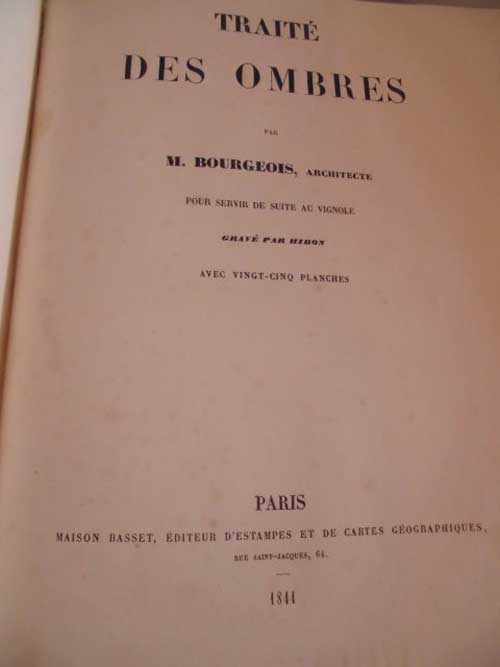 TRAITÉ
DES OMBRES
PAR
M. BOURGEOIS, ARCHITECTE
POUR SERVIR DE SUITE AU VIGNOLE
GRAVÉ PAR HIBON
AVEC VINGT-CINQ PLANCHES
PARIS
MAISON BASSET, ÉDITEUR D'ESTAMPES ET DE CARTES GÉOGRAPHIQUES,
RUE SAINT-JACQUES, 64.
1844